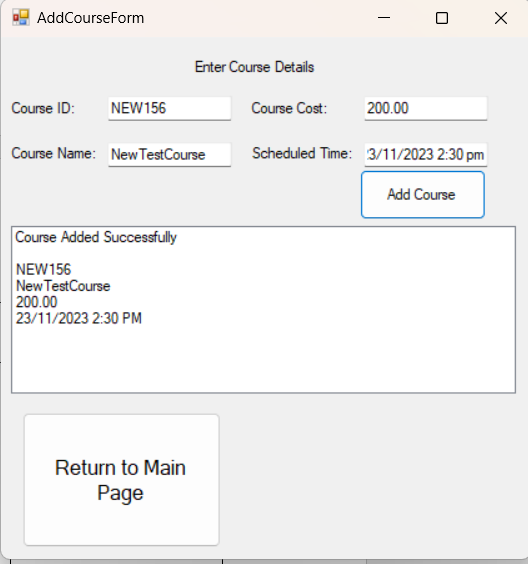 AddCourseForm
Enter Course Details
Course ID: NEW156 Course Cost: 200.00
Course Name: NewTestCourse Scheduled Time: 3/11/2023 2:30 pm
Add Course
Course Added Successfully
NEW156
NewTestCourse
200.00
23/11/2023 2:30 PM
Return to Main
Page